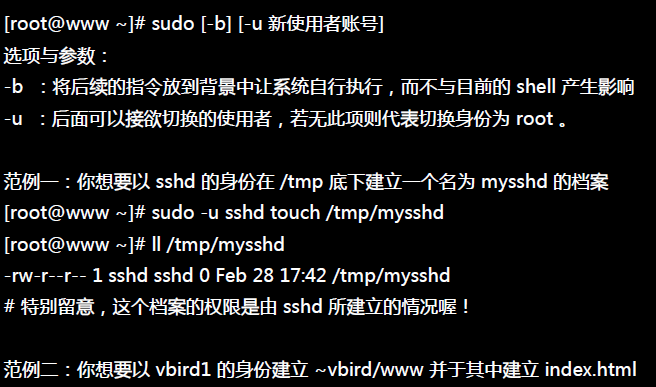 [root@www ~]# sudo [-b] [-u 新使用者账号]
选项与参数：
-b ：将后续的指令放到背景中让系统自行执行，而不与目前的 shell 产生影响
-u ：后面可以接欲切换的使用者，若无此项则代表切换身份为 root 。
范例一：你想要以 sshd 的身份在 /tmp 底下建立一个名为 mysshd 的档案
[root@www ~]# sudo -u sshd touch /tmp/mysshd
[root@www ~]# ll /tmp/mysshd
-rw-r--r-- 1 sshd sshd 0 Feb 28 17:42 /tmp/mysshd
# 特别留意，这个档案的权限是由 sshd 所建立的情况喔！
范例二：你想要以 vbird1 的身份建立 ~vbird/www 并于其中建立 index.html